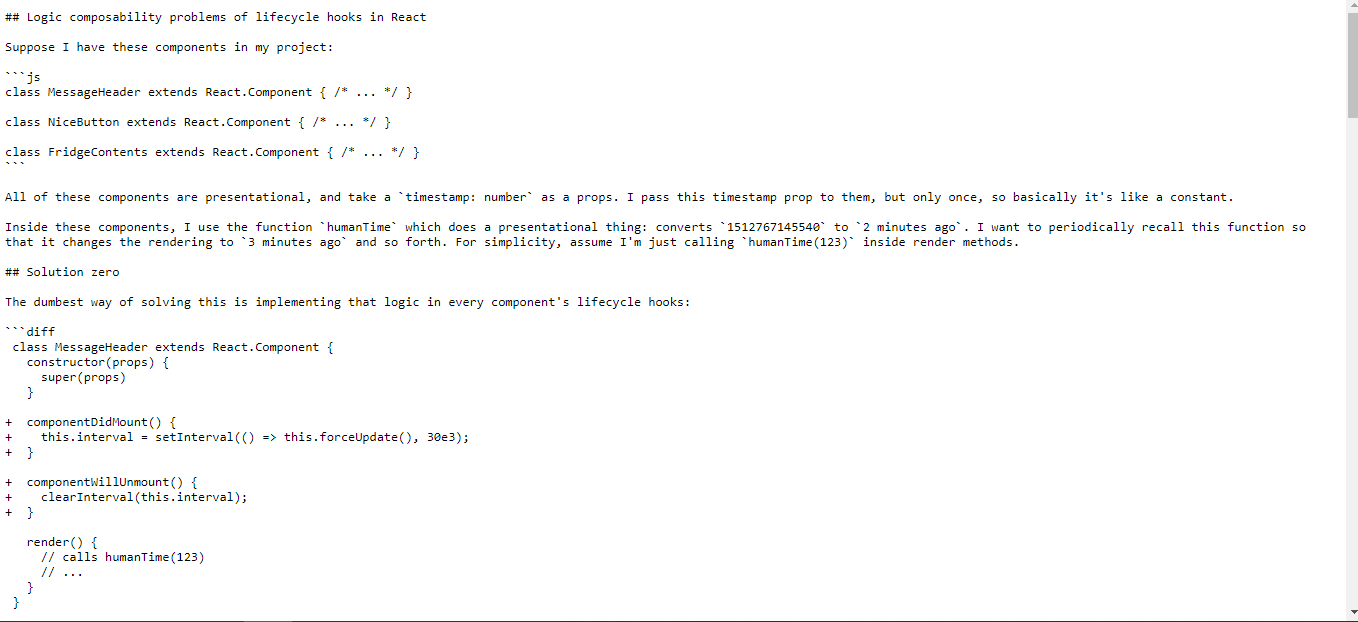 ## Logic composability problems of lifecycle hooks in React
Suppose I have these components in my project:
```js
class MessageHeader extends React.Component { /* ... */ }
class NiceButton extends React.Component { /* ... */ }
class FridgeContents extends React.Component { /* ... */ }
```
All of these components are presentational, and take a `timestamp: number` as a props. I pass this timestamp prop to them, but only once, so basically it's like a constant.
Inside these components, I use the function `humanTime` which does a presentational thing: converts `1512767145540` to `2 minutes ago`. I want to periodically recall this function so
that it changes the rendering to `3 minutes ago` and so forth. For simplicity, assume I'm just calling `humanTime(123)` inside render methods.
## Solution zero
The dumbest way of solving this is implementing that logic in every component's lifecycle hooks:
```diff
 class MessageHeader extends React.Component {
   constructor(props) {
     super(props)
   }
+  componentDidMount() {
+    this.interval = setInterval(() => this.forceUpdate(), 30e3);
+  }
+  componentWillUnmount() {
+    clearInterval(this.interval);
+  }
   render() {
     // calls humanTime(123)
     // ...
   }
 }